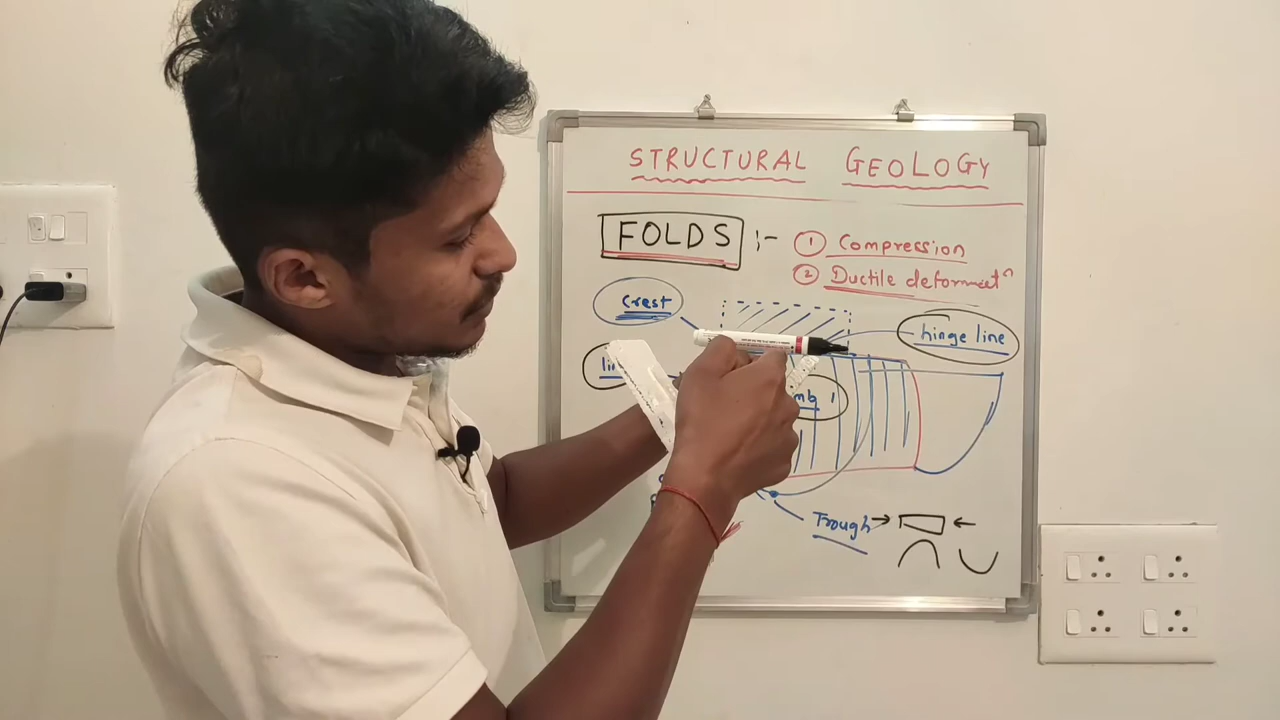 STRUCTURAL GEOLOGY
FOLDS :-
① Compression
② Ductile deformatⁿ
Crest
hinge line
Trough